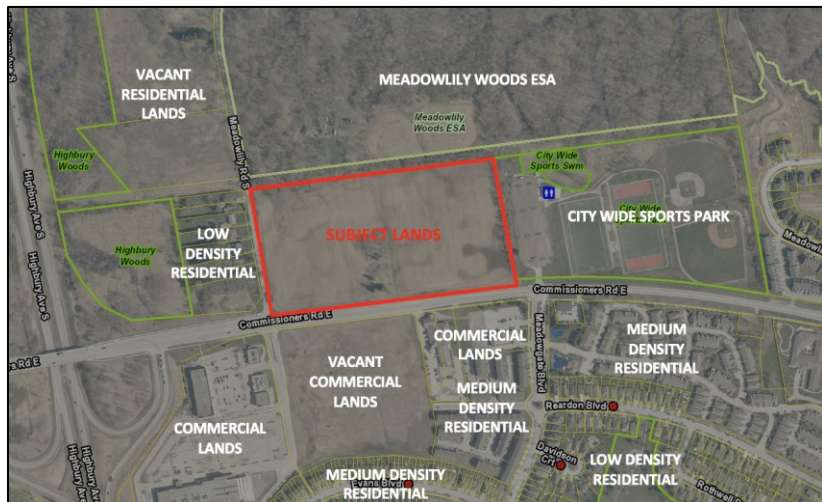 VACANT
RESIDENTIAL
LANDS
MEADOWLILY WOODS ESA
Meadowlily
Woods ESA
Highbury
Woods
Meadowlily Rd S
Highbury Ave S
Highbury Ave S
City Wide
Sports Swm
CITY WIDE SPORTS PARK
LOW
DENSITY
RESIDENTIAL
Highbury
Woods
SUBJECT LANDS
Commissioners Rd E
Commissioners Rd E
COMMERCIAL
LANDS
Meadowgate Blvd
MEDIUM
DENSITY
RESIDENTIAL
VACANT
COMMERCIAL
LANDS
MEDIUM
DENSITY
RESIDENTIAL
Reardon Blvd
COMMERCIAL
LANDS
Highbury Ave S
Davidson
Crt
LOW DENSITY
RESIDENTIAL
MEDIUM DENSITY
RESIDENTIAL
Evans Blvd